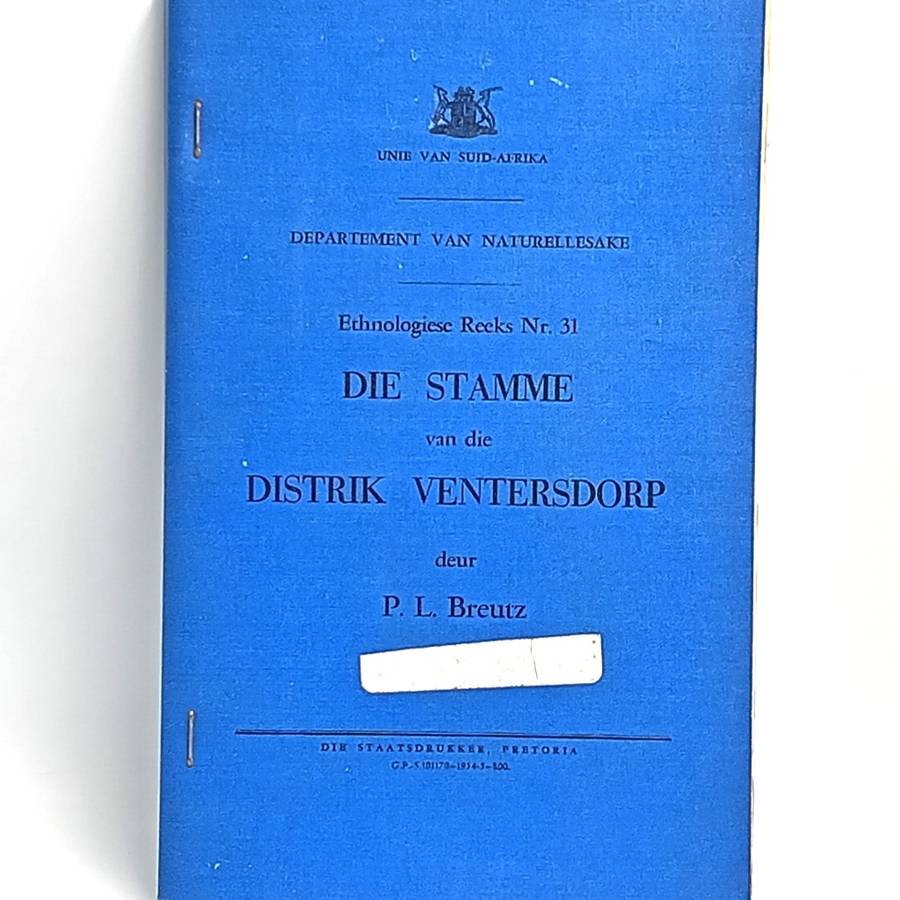 UNIE VAN SUID-AFRIKA
DEPARTEMENT VAN NATURELLESAKE
Ethnologiese Reeks Nr. 31
DIE STAMME
van die
DISTRIK VENTERSDORP
deur
P. L. Breutz
DIE STAATSDRUKKER, PRETORIA